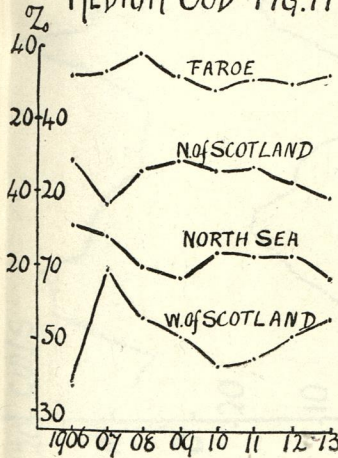 MEDIUM COD FIG.11
%
40
FAROE
20 40
N.of SCOTLAND
40 20
NORTH SEA
20 70
W.of SCOTLAND
50
30
1906 07 08 09 10 11 12 13